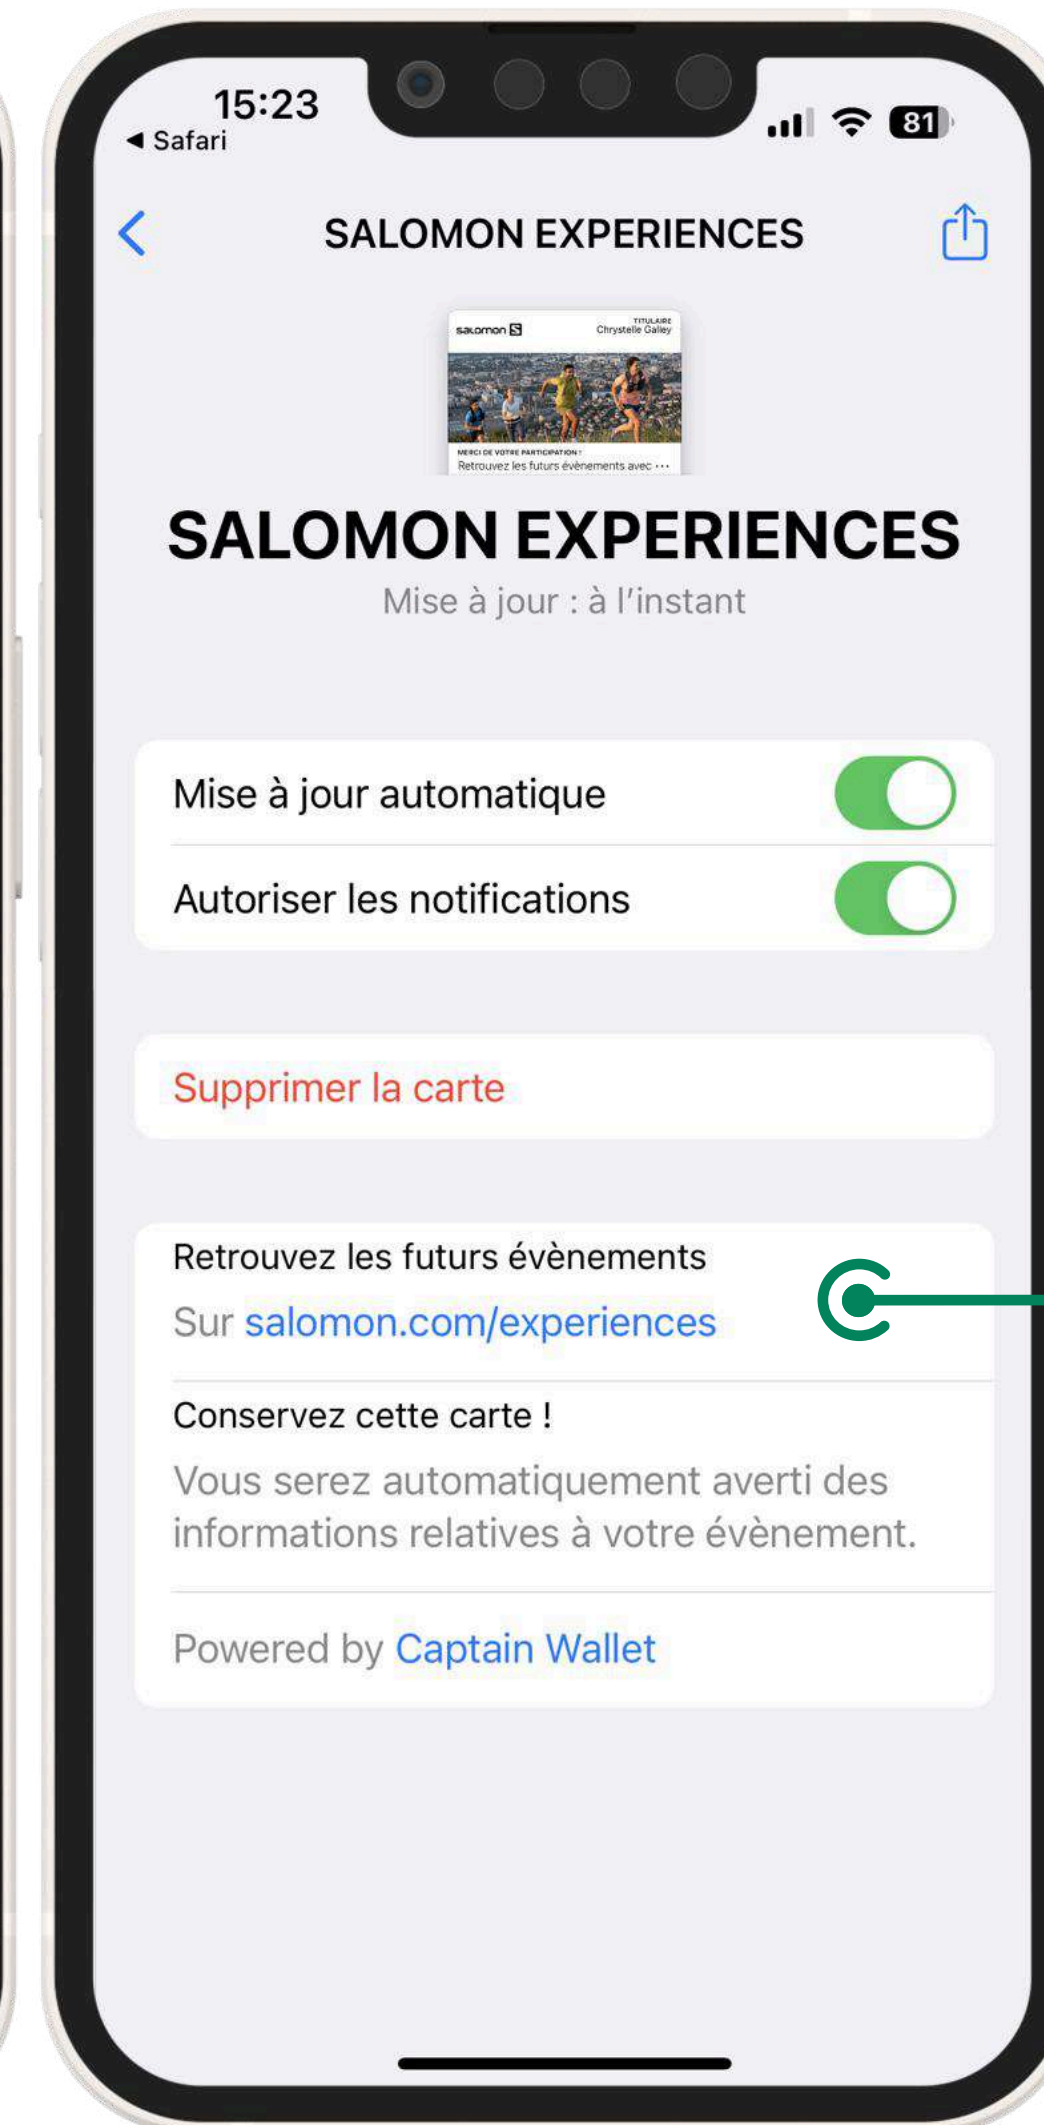 15:23
◀ Safari
81
SALOMON EXPERIENCES
salomon
TITULAIRE
Chrystelle Galley
MERCI DE VOTRE PARTICIPATION !
Retrouvez les futurs évènements avec ···
SALOMON EXPERIENCES
Mise à jour : à l'instant
Mise à jour automatique
Autoriser les notifications
Supprimer la carte
Retrouvez les futurs évènements
Sur salomon.com/experiences
Conservez cette carte !
Vous serez automatiquement averti des
informations relatives à votre évènement.
Powered by Captain Wallet